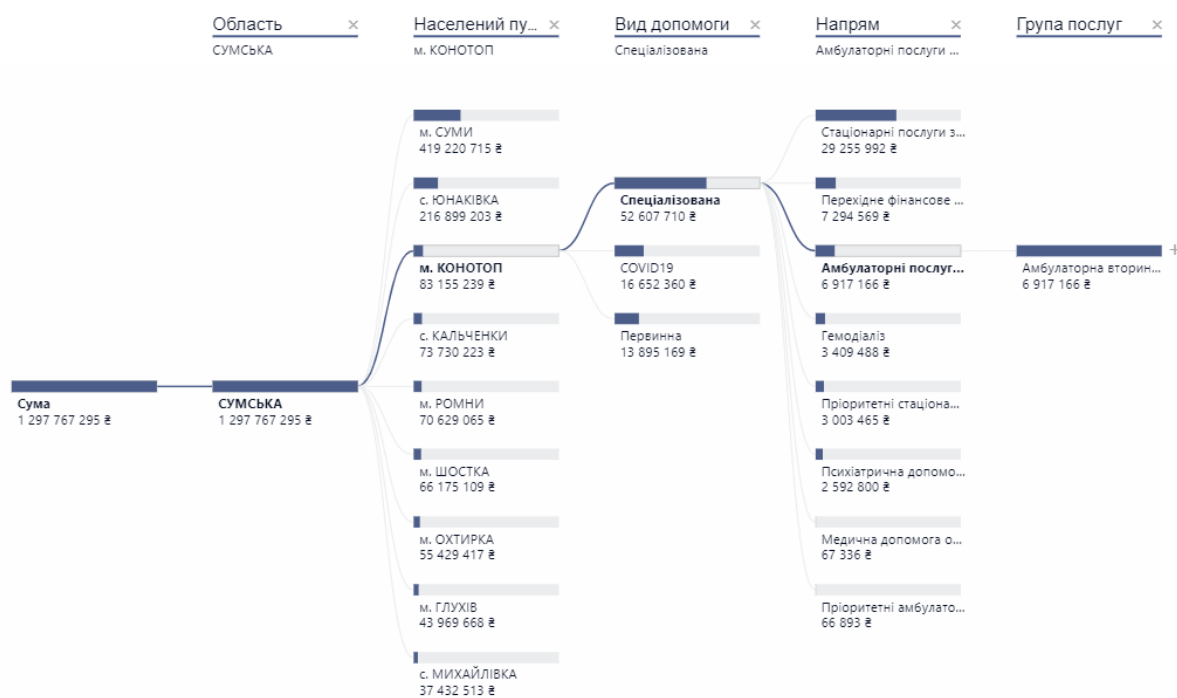 Область ×
СУМСЬКА
Населений пу... ×
м. КОНОТОП
Вид допомоги ×
Спеціалізована
Напрям ×
Амбулаторні послуги ...
Група послуг ×
Сума
1 297 767 295 ₴
СУМСЬКА
1 297 767 295 ₴
м. СУМИ
419 220 715 ₴
с. ЮНАКІВКА
216 899 203 ₴
м. КОНОТОП
83 155 239 ₴
с. КАЛЬЧЕНКИ
73 730 223 ₴
м. РОМНИ
70 629 065 ₴
м. ШОСТКА
66 175 109 ₴
м. ОХТИРКА
55 429 417 ₴
м. ГЛУХІВ
43 969 668 ₴
с. МИХАЙЛІВКА
37 432 513 ₴
Спеціалізована
52 607 710 ₴
COVID19
16 652 360 ₴
Первинна
13 895 169 ₴
Стаціонарні послуги з...
29 255 992 ₴
Перехідне фінансове ...
7 294 569 ₴
Амбулаторні послуг...
6 917 166 ₴
Гемодіаліз
3 409 488 ₴
Пріоритетні стаціона...
3 003 465 ₴
Психіатрична допомо...
2 592 800 ₴
Медична допомога о...
67 336 ₴
Пріоритетні амбулато...
66 893 ₴
Амбулаторна вторин...
6 917 166 ₴